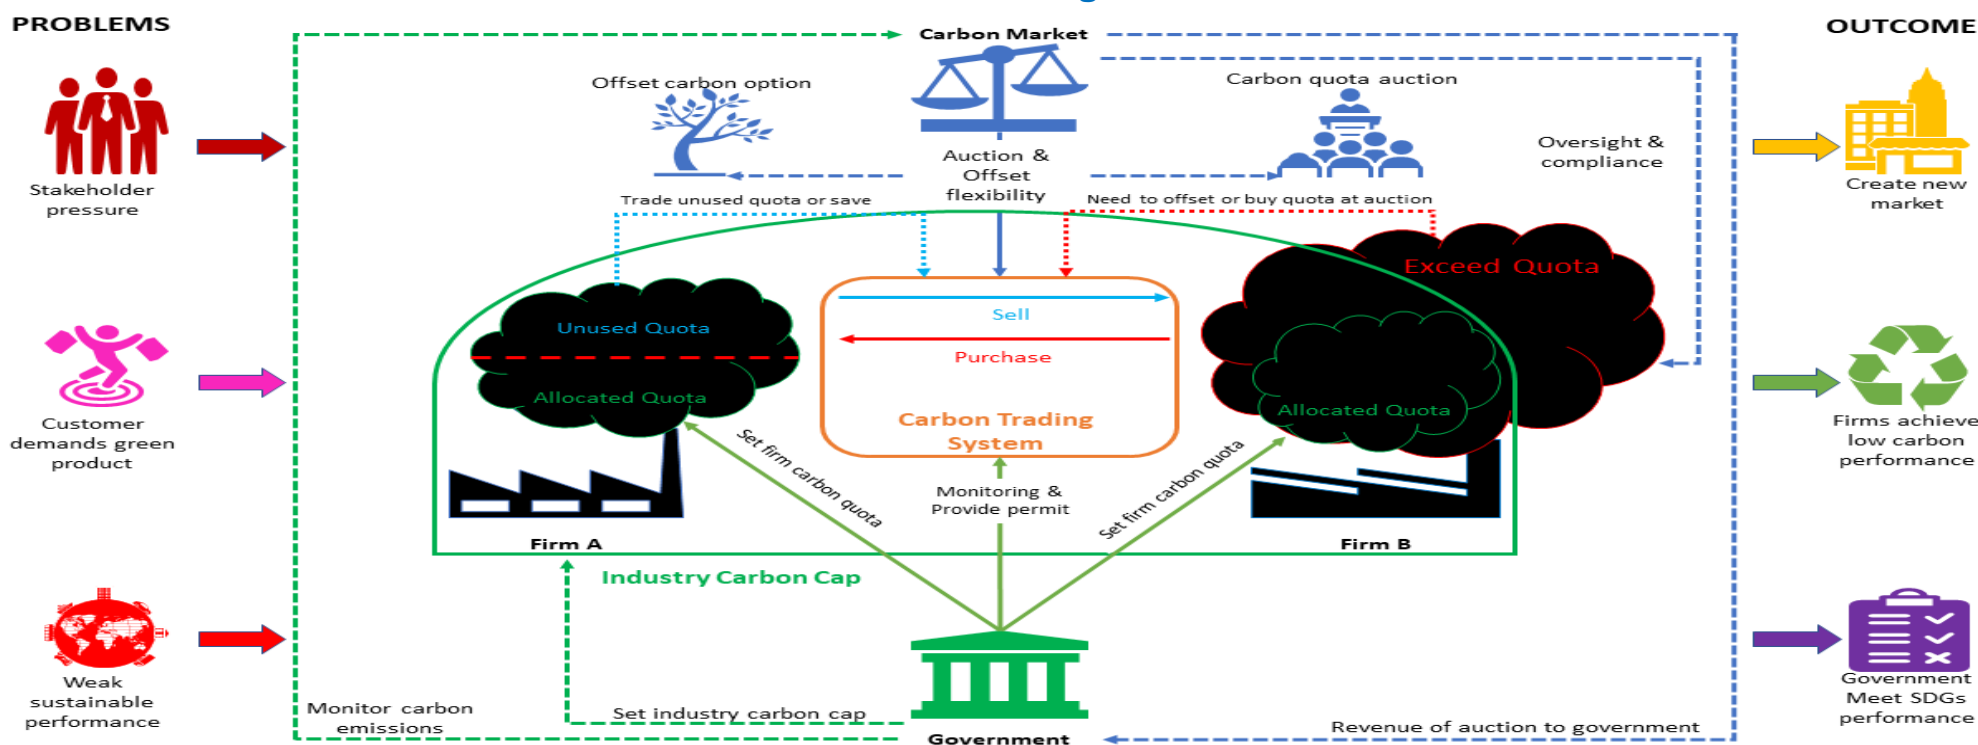 PROBLEMS
Stakeholder
pressure
Customer
demands green
product
Weak
sustainable
performance
Carbon Market
Offset carbon option
Carbon quota auction
Auction &
Offset
flexibility
Oversight &
compliance
Trade unused quota or save
Need to offset or buy quota at auction
Unused Quota
Allocated Quota
Sell
Purchase
Carbon Trading
System
Exceed Quota
Allocated Quota
Set firm carbon quota
Monitoring &
Provide permit
Set firm carbon quota
Firm A
Firm B
Industry Carbon Cap
Monitor carbon
emissions
Set industry carbon cap
Government
Revenue of auction to government
OUTCOME
Create new
market
Firms achieve
low carbon
performance
Government
Meet SDGs
performance